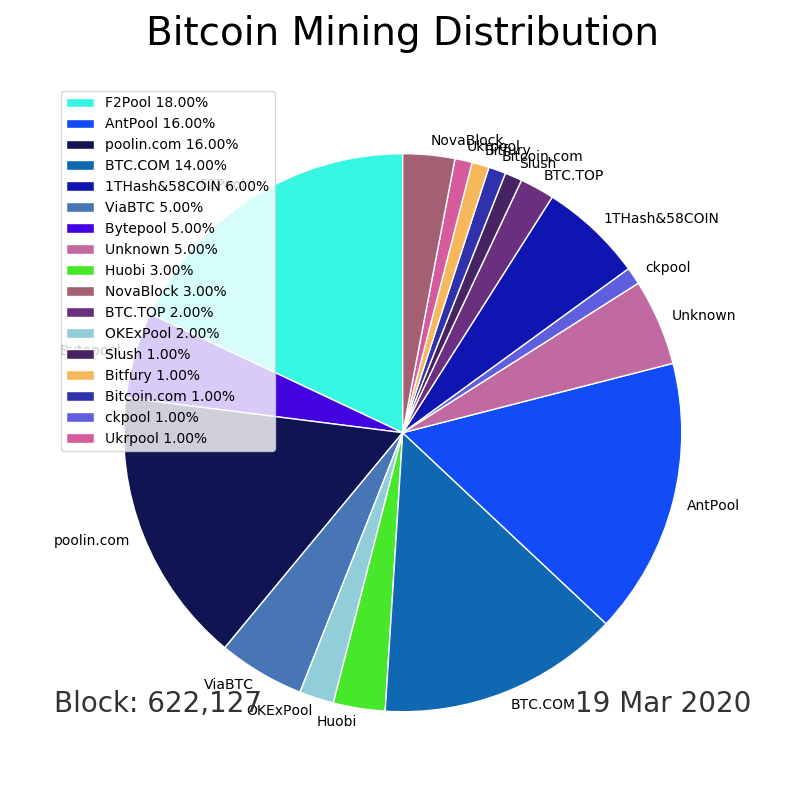 Bitcoin Mining Distribution
F2Pool 18.00%
AntPool 16.00%
poolin.com 16.00%
BTC.COM 14.00%
1THash&58COIN 6.00%
ViaBTC 5.00%
Bytepool 5.00%
Unknown 5.00%
Huobi 3.00%
NovaBlock 3.00%
BTC.TOP 2.00%
OKExPool 2.00%
Slush 1.00%
Bitfury 1.00%
Bitcoin.com 1.00%
ckpool 1.00%
Ukrpool 1.00%
NovaBlock
Ukrpool
Bitfury
Bitcoin.com
Slush
BTC.TOP
1THash&58COIN
ckpool
Unknown
AntPool
BTC.COM
Huobi
OKExPool
ViaBTC
poolin.com
Bytepool
F2Pool
Block: 622,127
19 Mar 2020